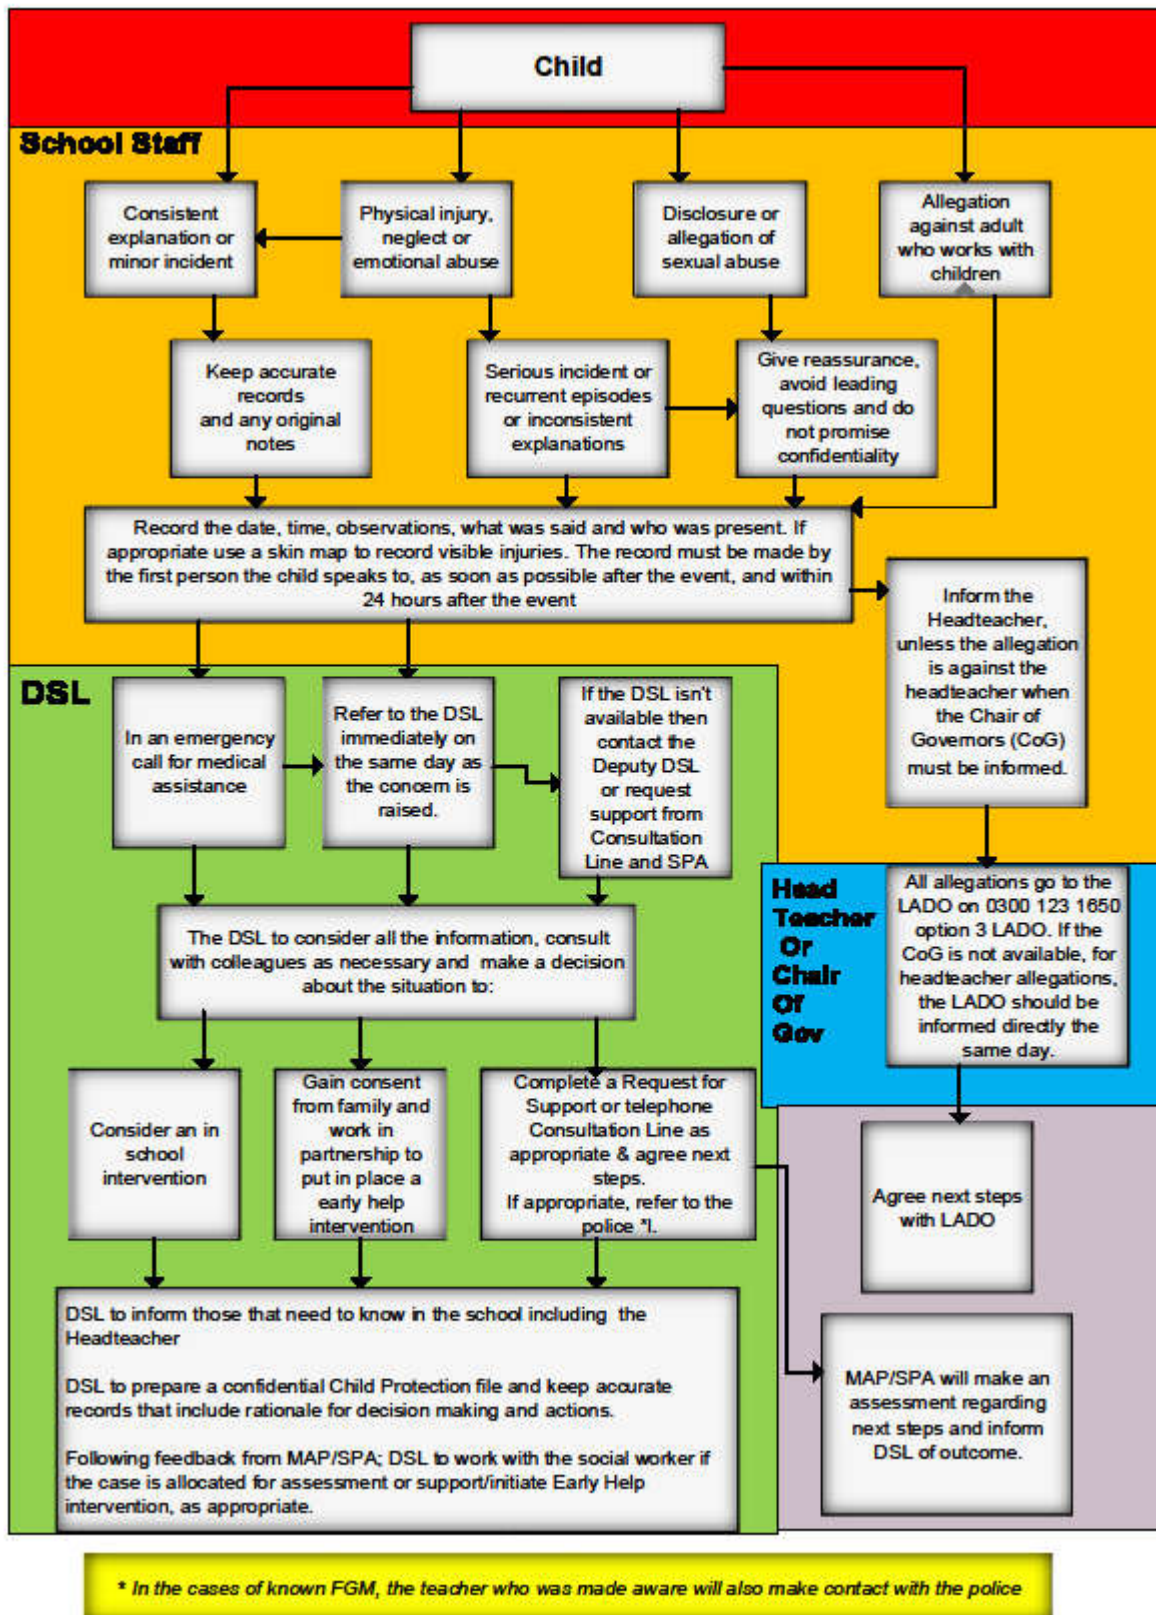 Child
School Staff
Consistent
explanation or
minor incident
Physical injury,
neglect or
emotional abuse
Disclosure or
allegation of
sexual abuse
Allegation
against adult
who works with
children
Keep accurate
records
and any original
notes
Serious incident or
recurrent episodes
or inconsistent
explanations
Give reassurance,
avoid leading
questions and do
not promise
confidentiality
Record the date, time, observations, what was said and who was present. If
appropriate use a skin map to record visible injuries. The record must be made by
the first person the child speaks to, as soon as possible after the event, and within
24 hours after the event
Inform the
Headteacher,
unless the allegation
is against the
headteacher when
the Chair of
Governors (CoG)
must be informed.
DSL
In an emergency
call for medical
assistance
Refer to the DSL
immediately on
the same day as
the concern is
raised.
If the DSL isn't
available then
contact the
Deputy DSL
or request
support from
Consultation
Line and SPA
Head
Teacher
Or
Chair
Of
Gov
All allegations go to the
LADO on 0300 123 1650
option 3 LADO. If the
CoG is not available, for
headteacher allegations,
the LADO should be
informed directly the
same day.
The DSL to consider all the information, consult
with colleagues as necessary and make a decision
about the situation to:
Consider an in
school
intervention
Gain consent
from family and
work in
partnership to
put in place a
early help
intervention
Complete a Request for
Support or telephone
Consultation Line as
appropriate & agree next
steps.
If appropriate, refer to the
police *I.
Agree next steps
with LADO
DSL to inform those that need to know in the school including the
Headteacher
DSL to prepare a confidential Child Protection file and keep accurate
records that include rationale for decision making and actions.
Following feedback from MAP/SPA; DSL to work with the social worker if
the case is allocated for assessment or support/initiate Early Help
intervention, as appropriate.
MAP/SPA will make an
assessment regarding
next steps and inform
DSL of outcome.
* In the cases of known FGM, the teacher who was made aware will also make contact with the police